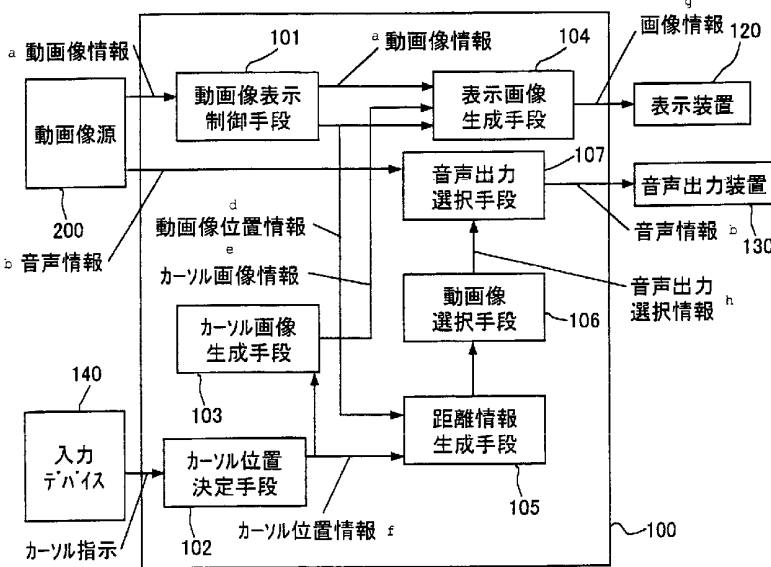 g
画像情報
a 動画像情報
101
a 動画像情報
104
120
動画像表示
制御手段
表示画像
生成手段
表示装置
動画像源
107
音声出力
選択手段
音声出力装置
200
d
動画像位置情報
音声情報 b
130
b 音声情報
e
カーソル画像情報
音声出力
選択情報 h
動画像
選択手段
106
カーソル画像
生成手段
140
103
距離情報
生成手段
入力
デバイス
カーソル位置
決定手段
105
カーソル位置情報 f
100
カーソル指示
102